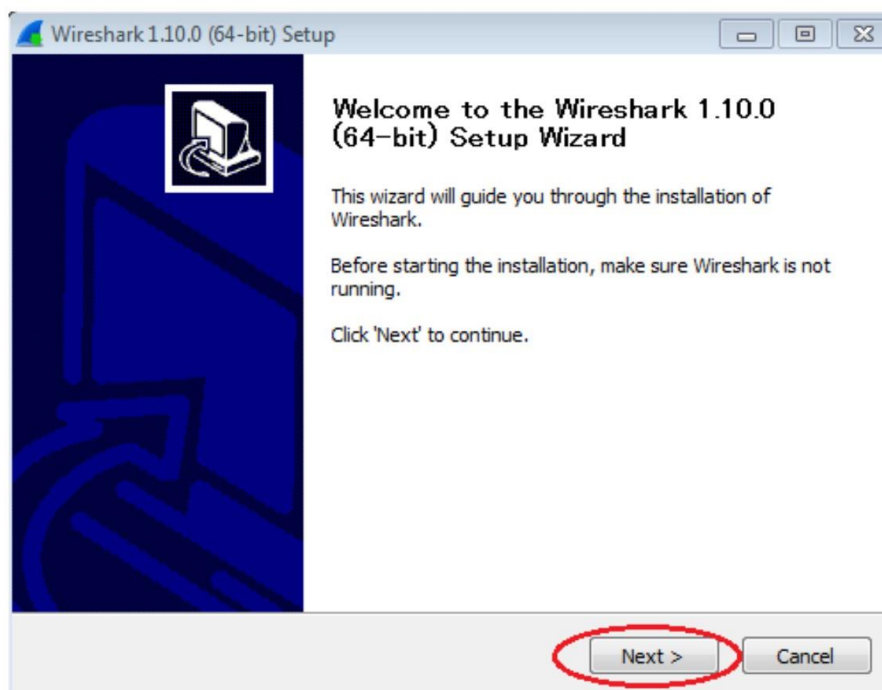 Wireshark 1.10.0 (64-bit) Setup
Welcome to the Wireshark 1.10.0
(64-bit) Setup Wizard
This wizard will guide you through the installation of
Wireshark.
Before starting the installation, make sure Wireshark is not
running.
Click 'Next' to continue.
Next >
Cancel